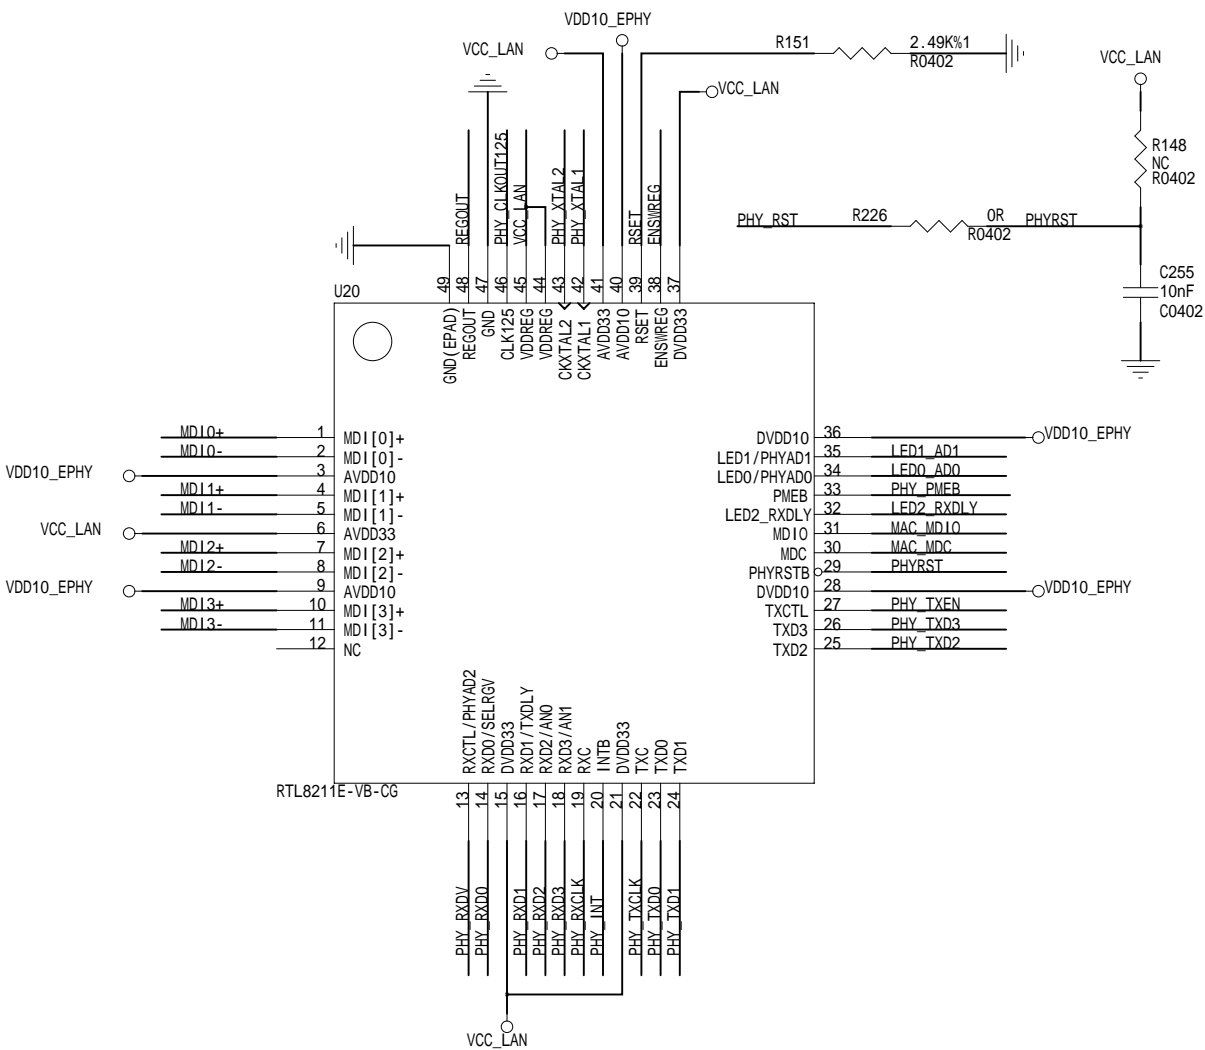 VDD10_EPHY
VCC_LAN
R151
2.49K%1
R0402
VCC_LAN
VCC_LAN
R148
NC
R0402
REGOUT
PHY_CLKOUT125
VCC_LAN
PHY_XTAL2
PHY_XTAL1
RSET
ENSWREG
PHY_RST
R226
0R
R0402
PHYRST
C255
10nF
C0402
U20
49
48
47
46
45
44
43
42
41
40
39
38
37
GND(EPAD)
REGOUT
GND
CLK125
VDDREG
VDDREG
CKXTAL2
CKXTAL1
AVDD33
AVDD10
RSET
ENSWREG
DVDD33
MDI0+ 1 MDI[0]+
MDI0- 2 MDI[0]-
VDD10_EPHY 3 AVDD10
MDI1+ 4 MDI[1]+
MDI1- 5 MDI[1]-
VCC_LAN 6 AVDD33
MDI2+ 7 MDI[2]+
MDI2- 8 MDI[2]-
VDD10_EPHY 9 AVDD10
MDI3+ 10 MDI[3]+
MDI3- 11 MDI[3]-
12 NC
DVDD10 36 VDD10_EPHY
LED1/PHYAD1 35 LED1_AD1
LED0/PHYAD0 34 LED0_AD0
PMEB 33 PHY_PMEB
LED2_RXDLY 32 LED2_RXDLY
MDIO 31 MAC_MDIO
MDC 30 MAC_MDC
PHYRSTB 29 PHYRST
DVDD10 28 VDD10_EPHY
TXCTL 27 PHY_TXEN
TXD3 26 PHY_TXD3
TXD2 25 PHY_TXD2
RXCTL/PHYAD2
RXD0/SELRGV
DVDD33
RXD1/TXDLY
RXD2/AN0
RXD3/AN1
RXC
INTB
DVDD33
TXC
TXD0
TXD1
RTL8211E-VB-CG
13
14
15
16
17
18
19
20
21
22
23
24
PHY_RXDV
PHY_RXD0
PHY_RXD1
PHY_RXD2
PHY_RXD3
PHY_RXCLK
PHY_INT
PHY_TXCLK
PHY_TXD0
PHY_TXD1
VCC_LAN